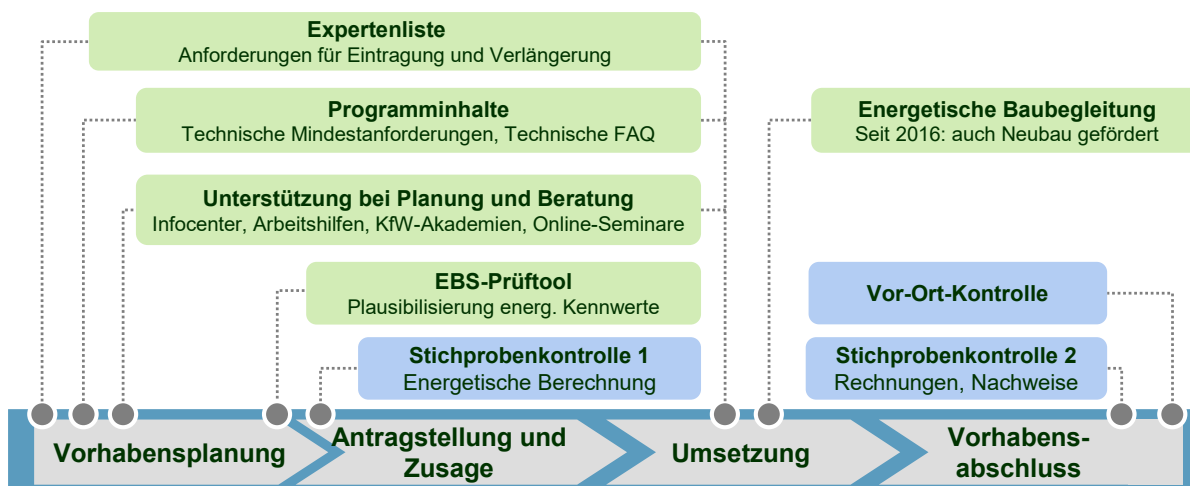 Expertenliste
Anforderungen für Eintragung und Verlängerung
Programminhalte
Technische Mindestanforderungen, Technische FAQ
Energetische Baubegleitung
Seit 2016: auch Neubau gefördert
Unterstützung bei Planung und Beratung
Infocenter, Arbeitshilfen, KfW-Akademien, Online-Seminare
EBS-Prüftool
Plausibilisierung energ. Kennwerte
Vor-Ort-Kontrolle
Stichprobenkontrolle 1
Energetische Berechnung
Stichprobenkontrolle 2
Rechnungen, Nachweise
Vorhabensplanung
Antragstellung und
Zusage
Umsetzung
Vorhabens-
abschluss